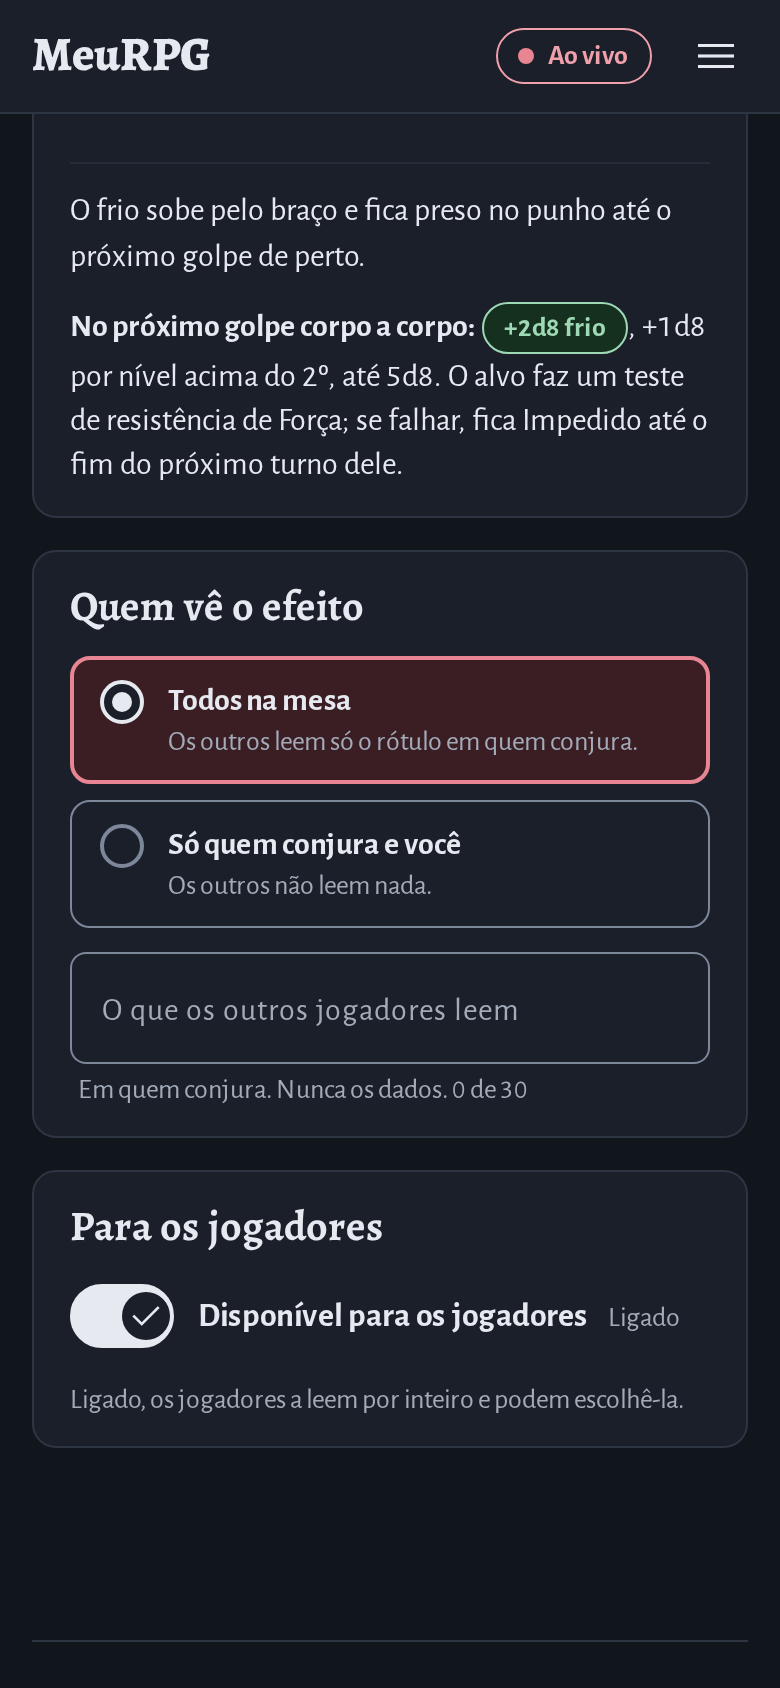 MeuRPG
Ao vivo
O frio sobe pelo braço e fica preso no punho até o
próximo golpe de perto.
No próximo golpe corpo a corpo: +2d8 frio, +1d8
por nível acima do 2º, até 5d8. O alvo faz um teste
de resistência de Força; se falhar, fica Impedido até o
fim do próximo turno dele.
Quem vê o efeito
Todos na mesa
Os outros leem só o rótulo em quem conjura.
Só quem conjura e você
Os outros não leem nada.
O que os outros jogadores leem
Em quem conjura. Nunca os dados. 0 de 30
Para os jogadores
Disponível para os jogadores Ligado
Ligado, os jogadores a leem por inteiro e podem escolhê-la.